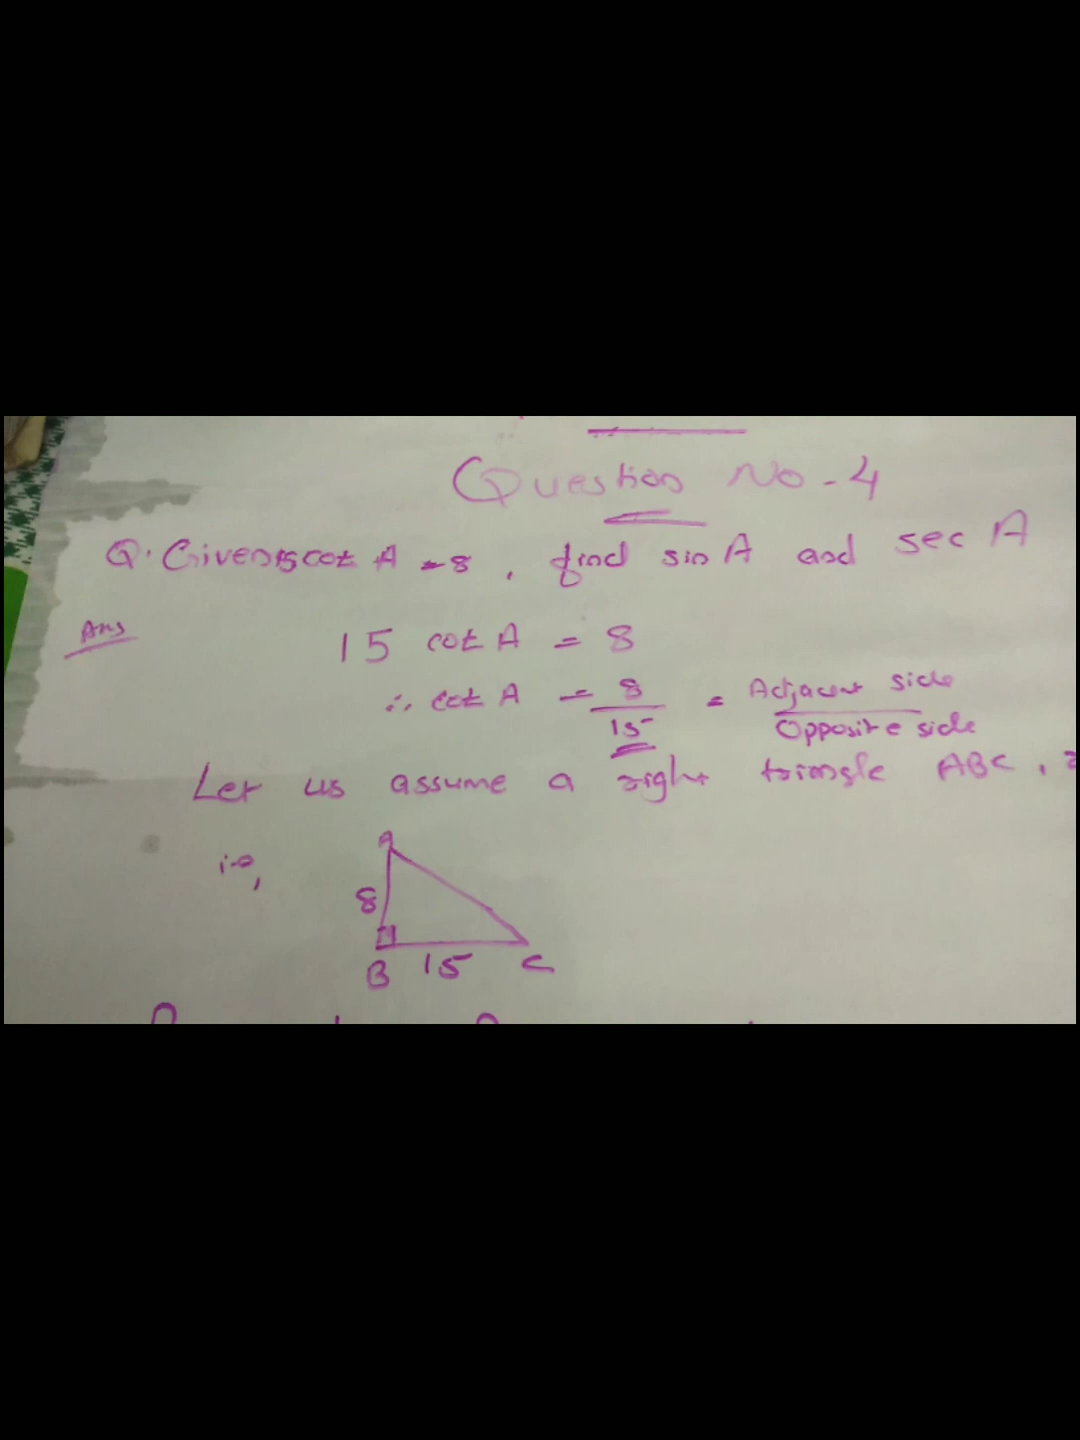 Question No-4
Q. Given 15 cot A = 8, find sin A and sec A
Ans
15 cot A = 8
∴ cot A = 8/15 = Adjacent side/Opposite side
Let us assume a right triangle ABC,
i.e,
A
8
B 15 C